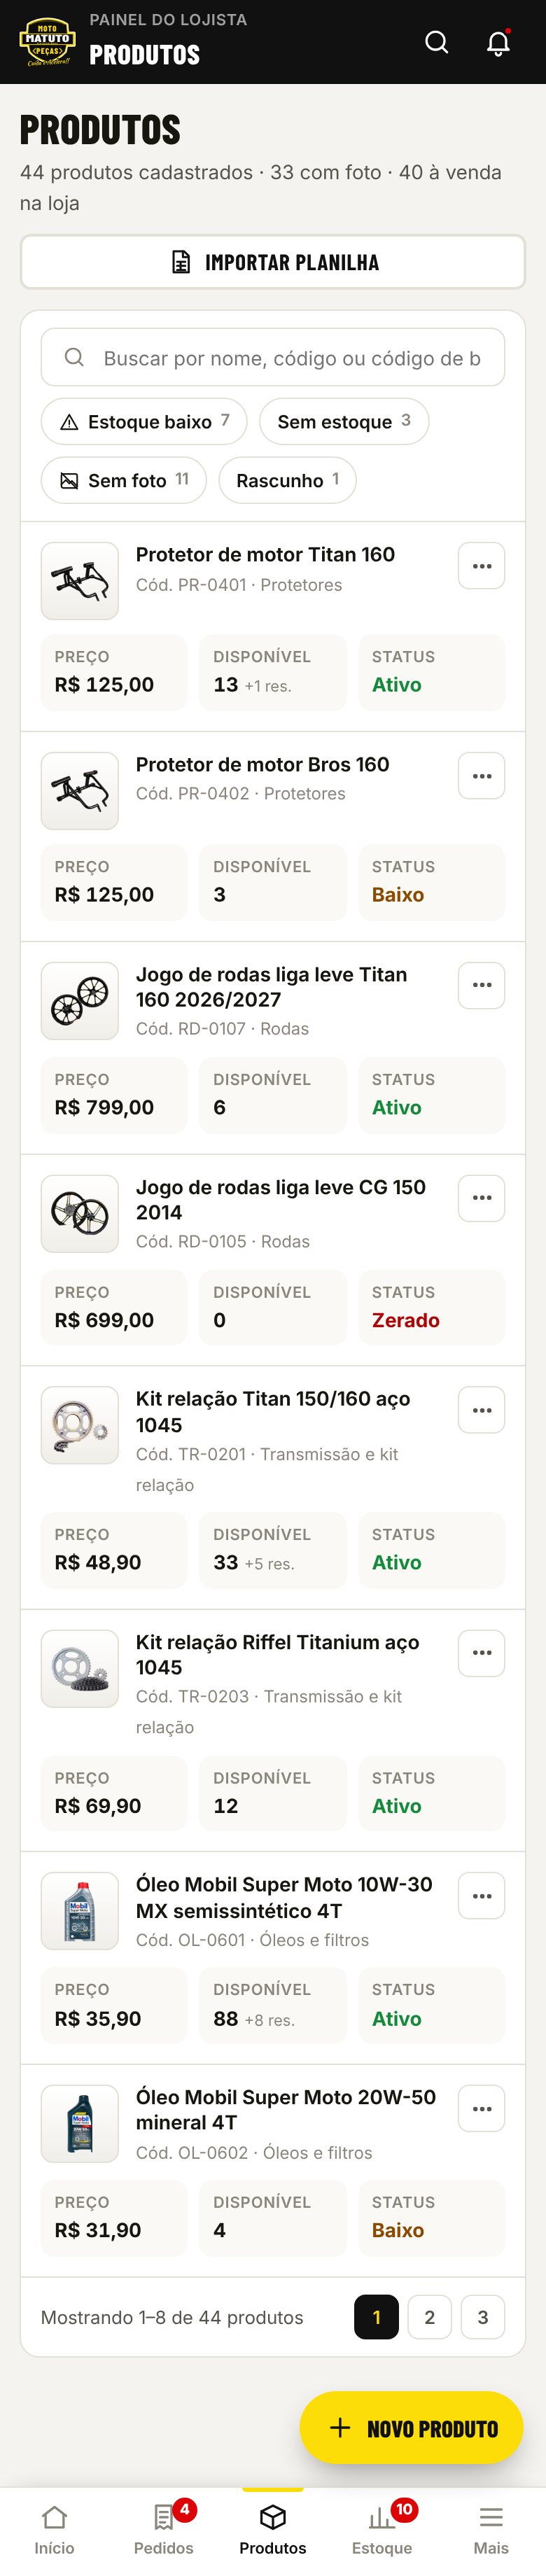 MOTO
MATUTO
PEÇAS
PAINEL DO LOJISTA
PRODUTOS
PRODUTOS
44 produtos cadastrados · 33 com foto · 40 à venda
na loja
IMPORTAR PLANILHA
Buscar por nome, código ou código de b
Estoque baixo 7
Sem estoque 3
Sem foto 11
Rascunho 1
Protetor de motor Titan 160
Cód. PR-0401 · Protetores
PREÇO DISPONÍVEL STATUS
R$ 125,00 13 +1 res. Ativo
Protetor de motor Bros 160
Cód. PR-0402 · Protetores
PREÇO DISPONÍVEL STATUS
R$ 125,00 3 Baixo
Jogo de rodas liga leve Titan
160 2026/2027
Cód. RD-0107 · Rodas
PREÇO DISPONÍVEL STATUS
R$ 799,00 6 Ativo
Jogo de rodas liga leve CG 150
2014
Cód. RD-0105 · Rodas
PREÇO DISPONÍVEL STATUS
R$ 699,00 0 Zerado
Kit relação Titan 150/160 aço
1045
Cód. TR-0201 · Transmissão e kit
relação
PREÇO DISPONÍVEL STATUS
R$ 48,90 33 +5 res. Ativo
Kit relação Riffel Titanium aço
1045
Cód. TR-0203 · Transmissão e kit
relação
PREÇO DISPONÍVEL STATUS
R$ 69,90 12 Ativo
Mobil
Óleo Mobil Super Moto 10W-30
MX semissintético 4T
Cód. OL-0601 · Óleos e filtros
PREÇO DISPONÍVEL STATUS
R$ 35,90 88 +8 res. Ativo
Mobil
Óleo Mobil Super Moto 20W-50
mineral 4T
Cód. OL-0602 · Óleos e filtros
PREÇO DISPONÍVEL STATUS
R$ 31,90 4 Baixo
Mostrando 1–8 de 44 produtos 1 2 3
NOVO PRODUTO
4 10
Início Pedidos Produtos Estoque Mais